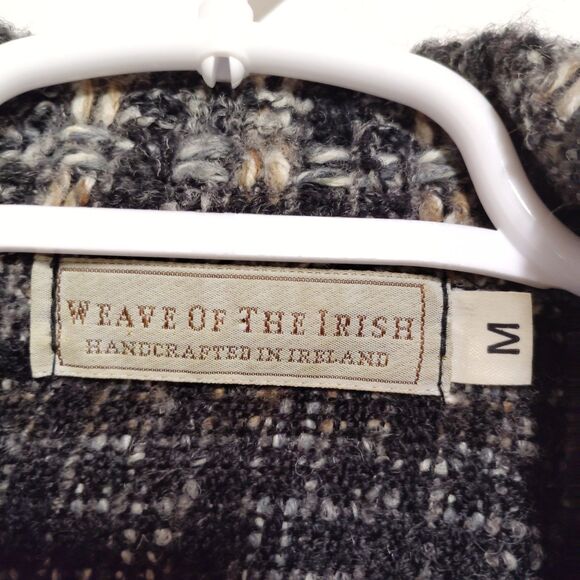 WEAVE OF THE IRISH
HANDCRAFTED IN IRELAND
M